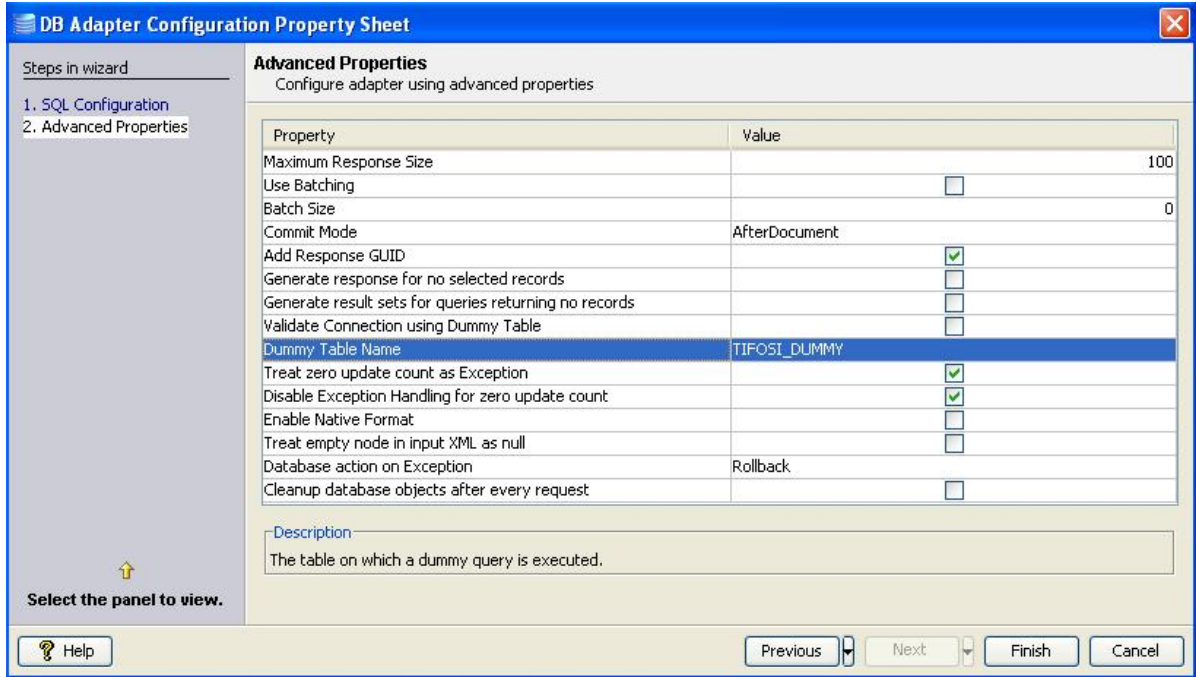 DB Adapter Configuration Property Sheet
Steps in wizard
1. SQL Configuration
2. Advanced Properties
Select the panel to view.
Advanced Properties
Configure adapter using advanced properties
Property Value
Maximum Response Size 100
Use Batching
Batch Size 0
Commit Mode AfterDocument
Add Response GUID
Generate response for no selected records
Generate result sets for queries returning no records
Validate Connection using Dummy Table
Dummy Table Name TIFOSI_DUMMY
Treat zero update count as Exception
Disable Exception Handling for zero update count
Enable Native Format
Treat empty node in input XML as null
Database action on Exception Rollback
Cleanup database objects after every request
Description
The table on which a dummy query is executed.
Help Previous Next Finish Cancel